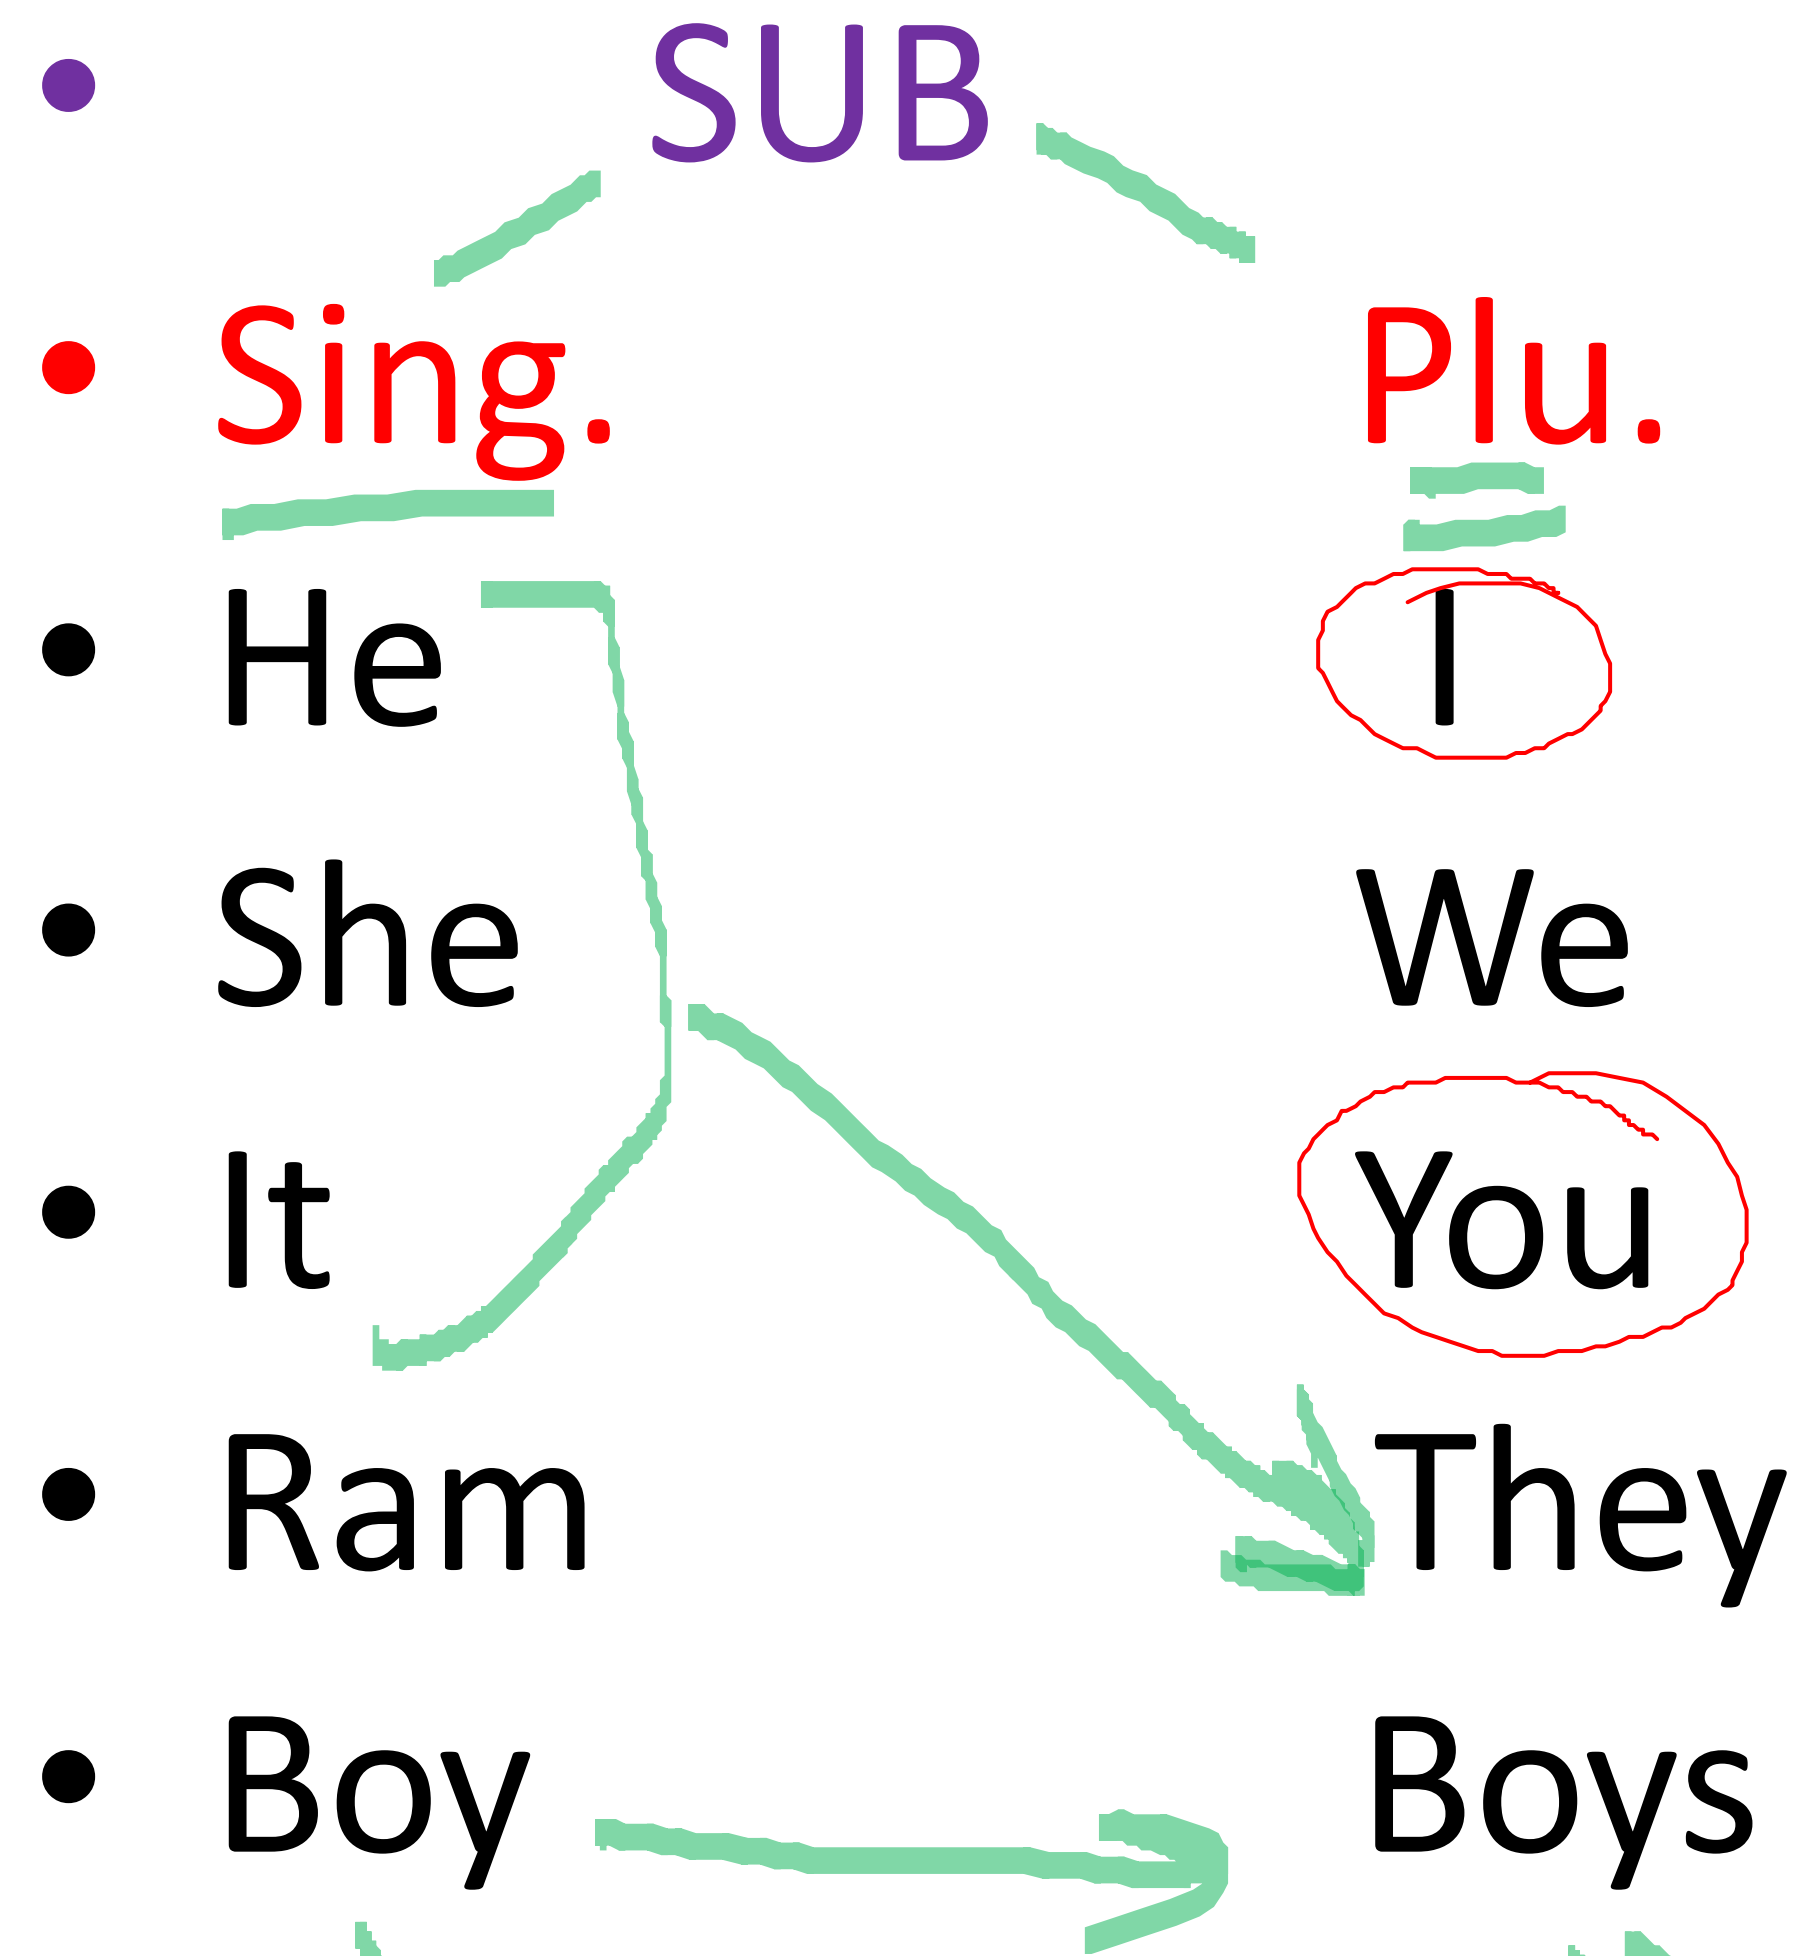 • SUB
• Sing. Plu.
• He I
• She We
• It You
• Ram They
• Boy Boys